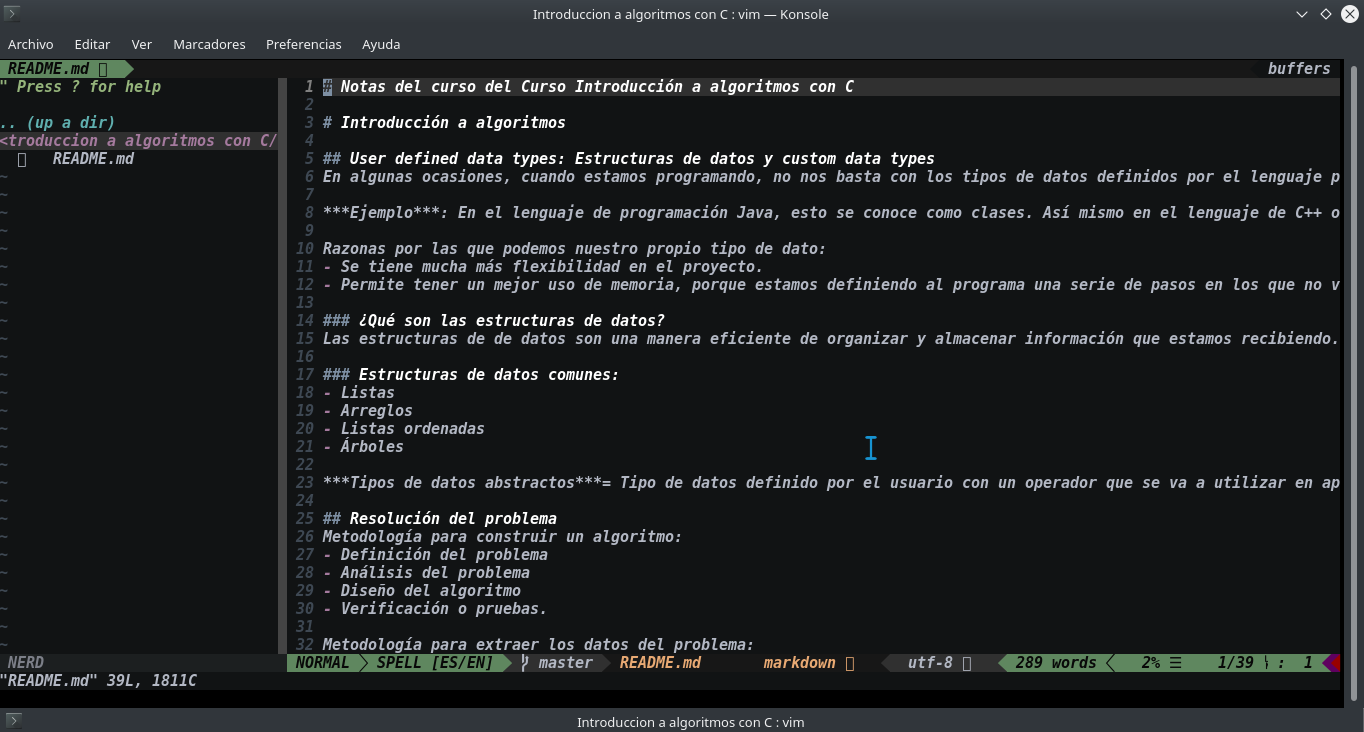 Introduccion a algoritmos con C : vim — Konsole
Archivo Editar Ver Marcadores Preferencias Ayuda
README.md buffers
" Press ? for help
.. (up a dir)
<troduccion a algoritmos con C/
README.md
1 # Notas del curso del Curso Introducción a algoritmos con C
2
3 # Introducción a algoritmos
4
5 ## User defined data types: Estructuras de datos y custom data types
6 En algunas ocasiones, cuando estamos programando, no nos basta con los tipos de datos definidos por el lenguaje p
7
8 ***Ejemplo***: En el lenguaje de programación Java, esto se conoce como clases. Así mismo en el lenguaje de C++ o
9
10 Razonas por las que podemos nuestro propio tipo de dato:
11 - Se tiene mucha más flexibilidad en el proyecto.
12 - Permite tener un mejor uso de memoria, porque estamos definiendo al programa una serie de pasos en los que no v
13
14 ### ¿Qué son las estructuras de datos?
15 Las estructuras de de datos son una manera eficiente de organizar y almacenar información que estamos recibiendo.
16
17 ### Estructuras de datos comunes:
18 - Listas
19 - Arreglos
20 - Listas ordenadas
21 - Árboles
22
23 ***Tipos de datos abstractos***= Tipo de datos definido por el usuario con un operador que se va a utilizar en ap
24
25 ## Resolución del problema
26 Metodología para construir un algoritmo:
27 - Definición del problema
28 - Análisis del problema
29 - Diseño del algoritmo
30 - Verificación o pruebas.
31
32 Metodología para extraer los datos del problema:
NERD NORMAL SPELL [ES/EN] master README.md markdown utf-8 289 words 2% ☰ 1/39 : 1
"README.md" 39L, 1811C
Introduccion a algoritmos con C : vim